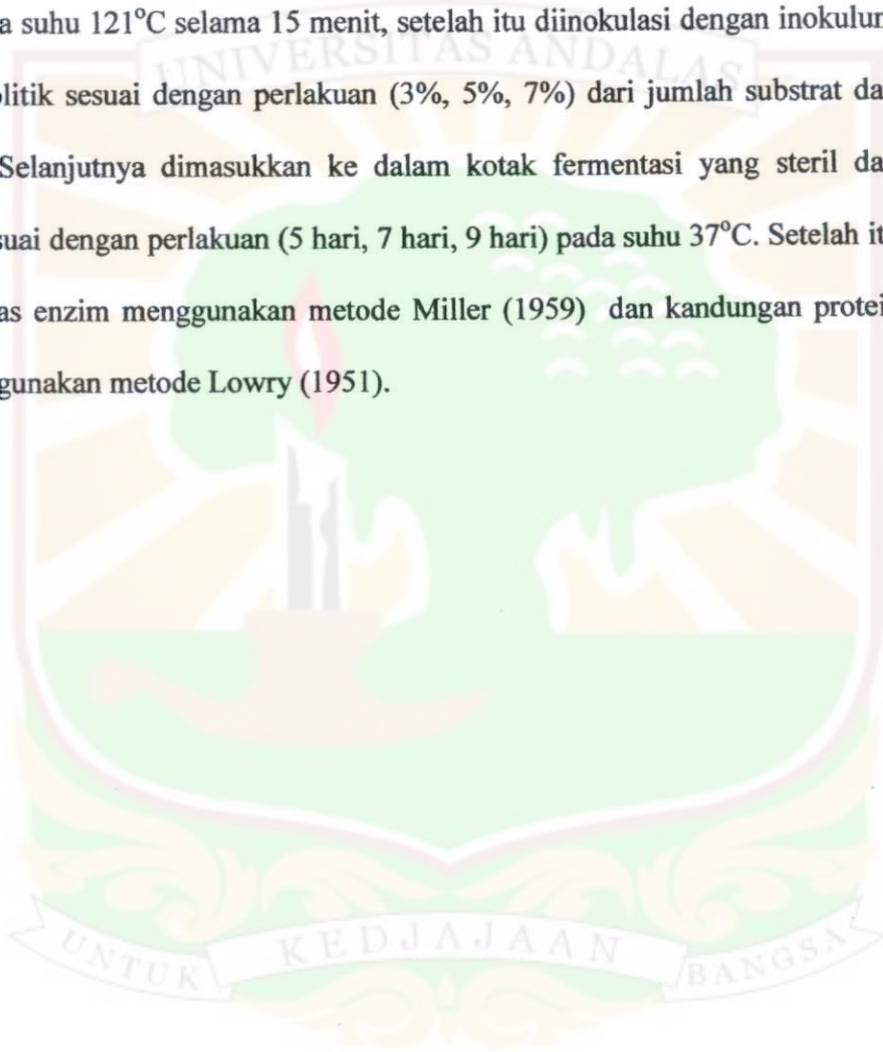 a suhu 121°C selama 15 menit, setelah itu diinokulasi dengan inokulum
UNIVERSITAS ANDALAS
olitik sesuai dengan perlakuan (3%, 5%, 7%) dari jumlah substrat da
Selanjutnya dimasukkan ke dalam kotak fermentasi yang steril da
suai dengan perlakuan (5 hari, 7 hari, 9 hari) pada suhu 37°C. Setelah it
as enzim menggunakan metode Miller (1959) dan kandungan protei
gunakan metode Lowry (1951).
UNTUK KEDJAJAAN BANGSA